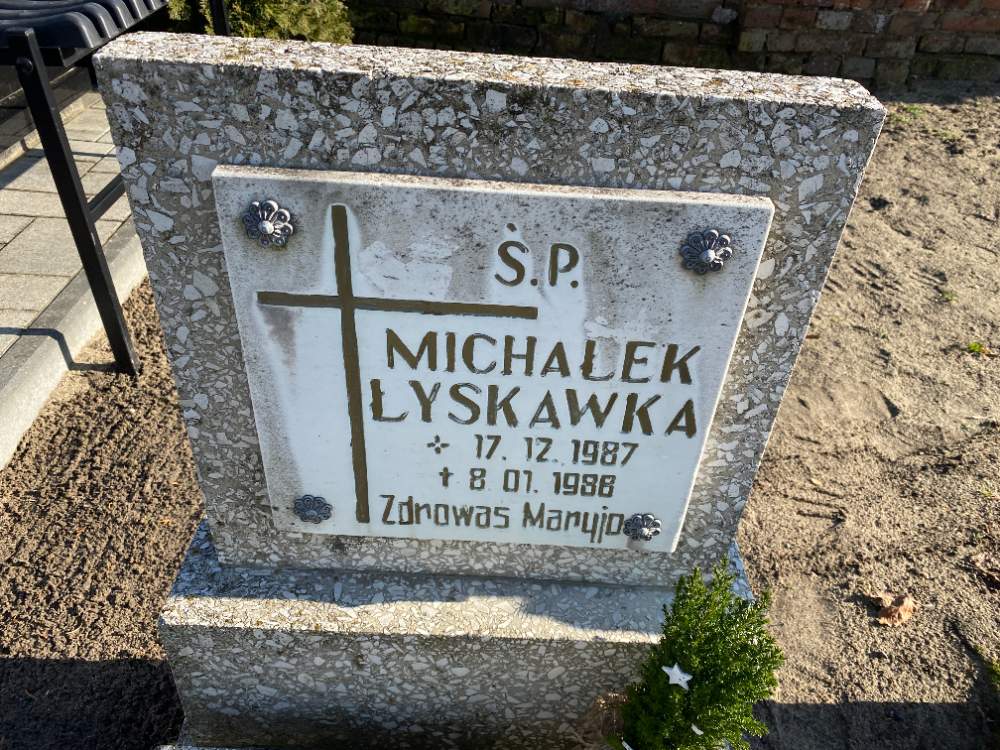 Ś.P.
MICHAŁEK
ŁYSKAWKA
17. 12. 1987
8. 01. 1988
Zdrowas Maryjo